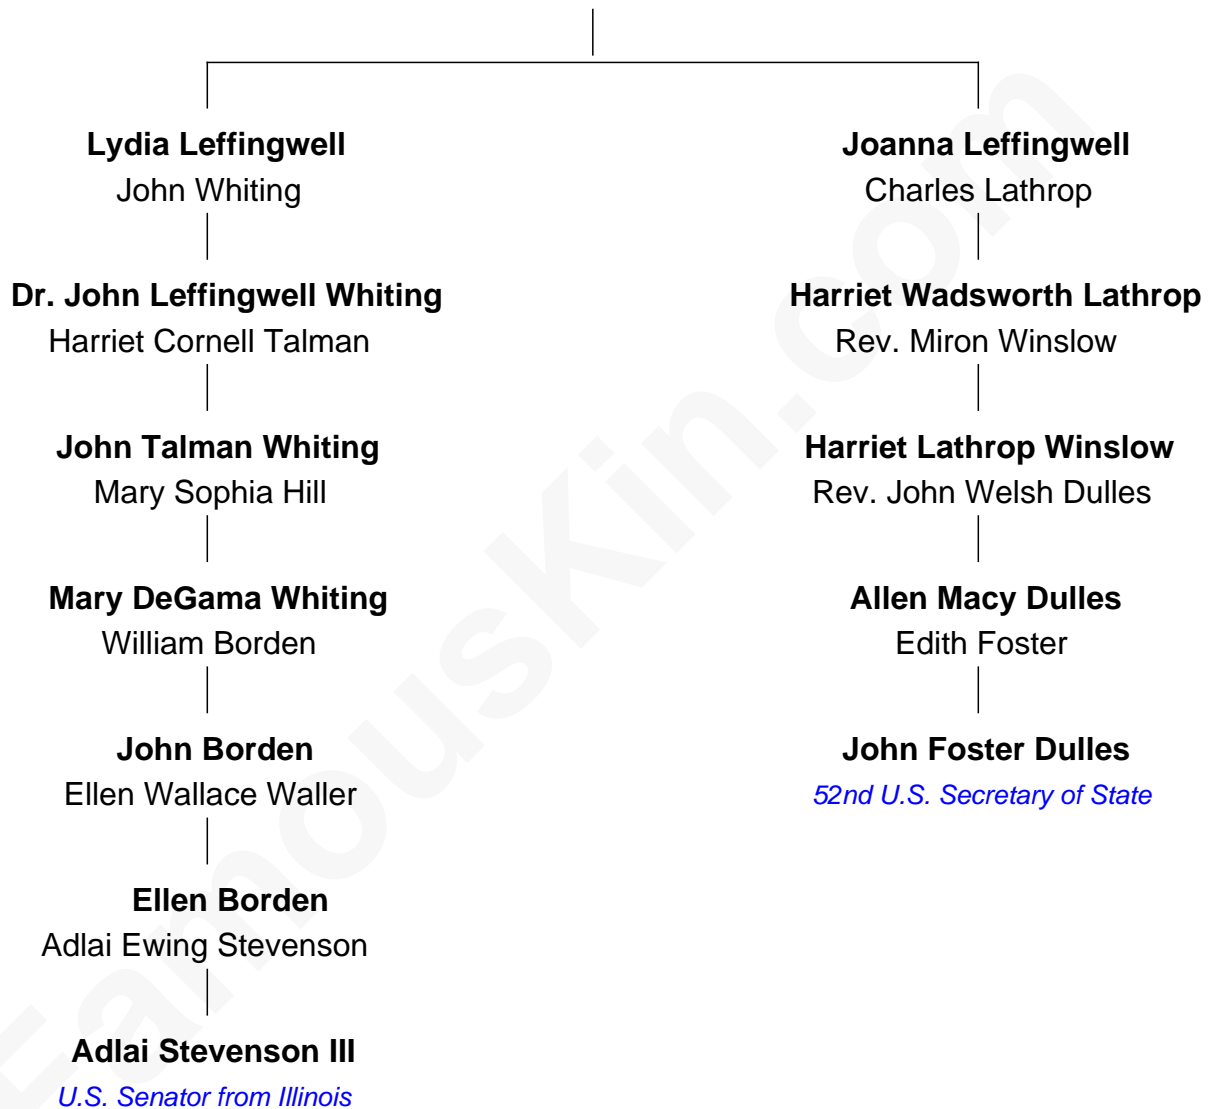 Lydia Leffingwell
John Whiting
Dr. John Leffingwell Whiting
Harriet Cornell Talman
John Talman Whiting
Mary Sophia Hill
Mary DeGama Whiting
William Borden
John Borden
Ellen Wallace Waller
Ellen Borden
Adlai Ewing Stevenson
Adlai Stevenson III
U.S. Senator from Illinois
Joanna Leffingwell
Charles Lathrop
Harriet Wadsworth Lathrop
Rev. Miron Winslow
Harriet Lathrop Winslow
Rev. John Welsh Dulles
Allen Macy Dulles
Edith Foster
John Foster Dulles
52nd U.S. Secretary of State
FamousKin.com